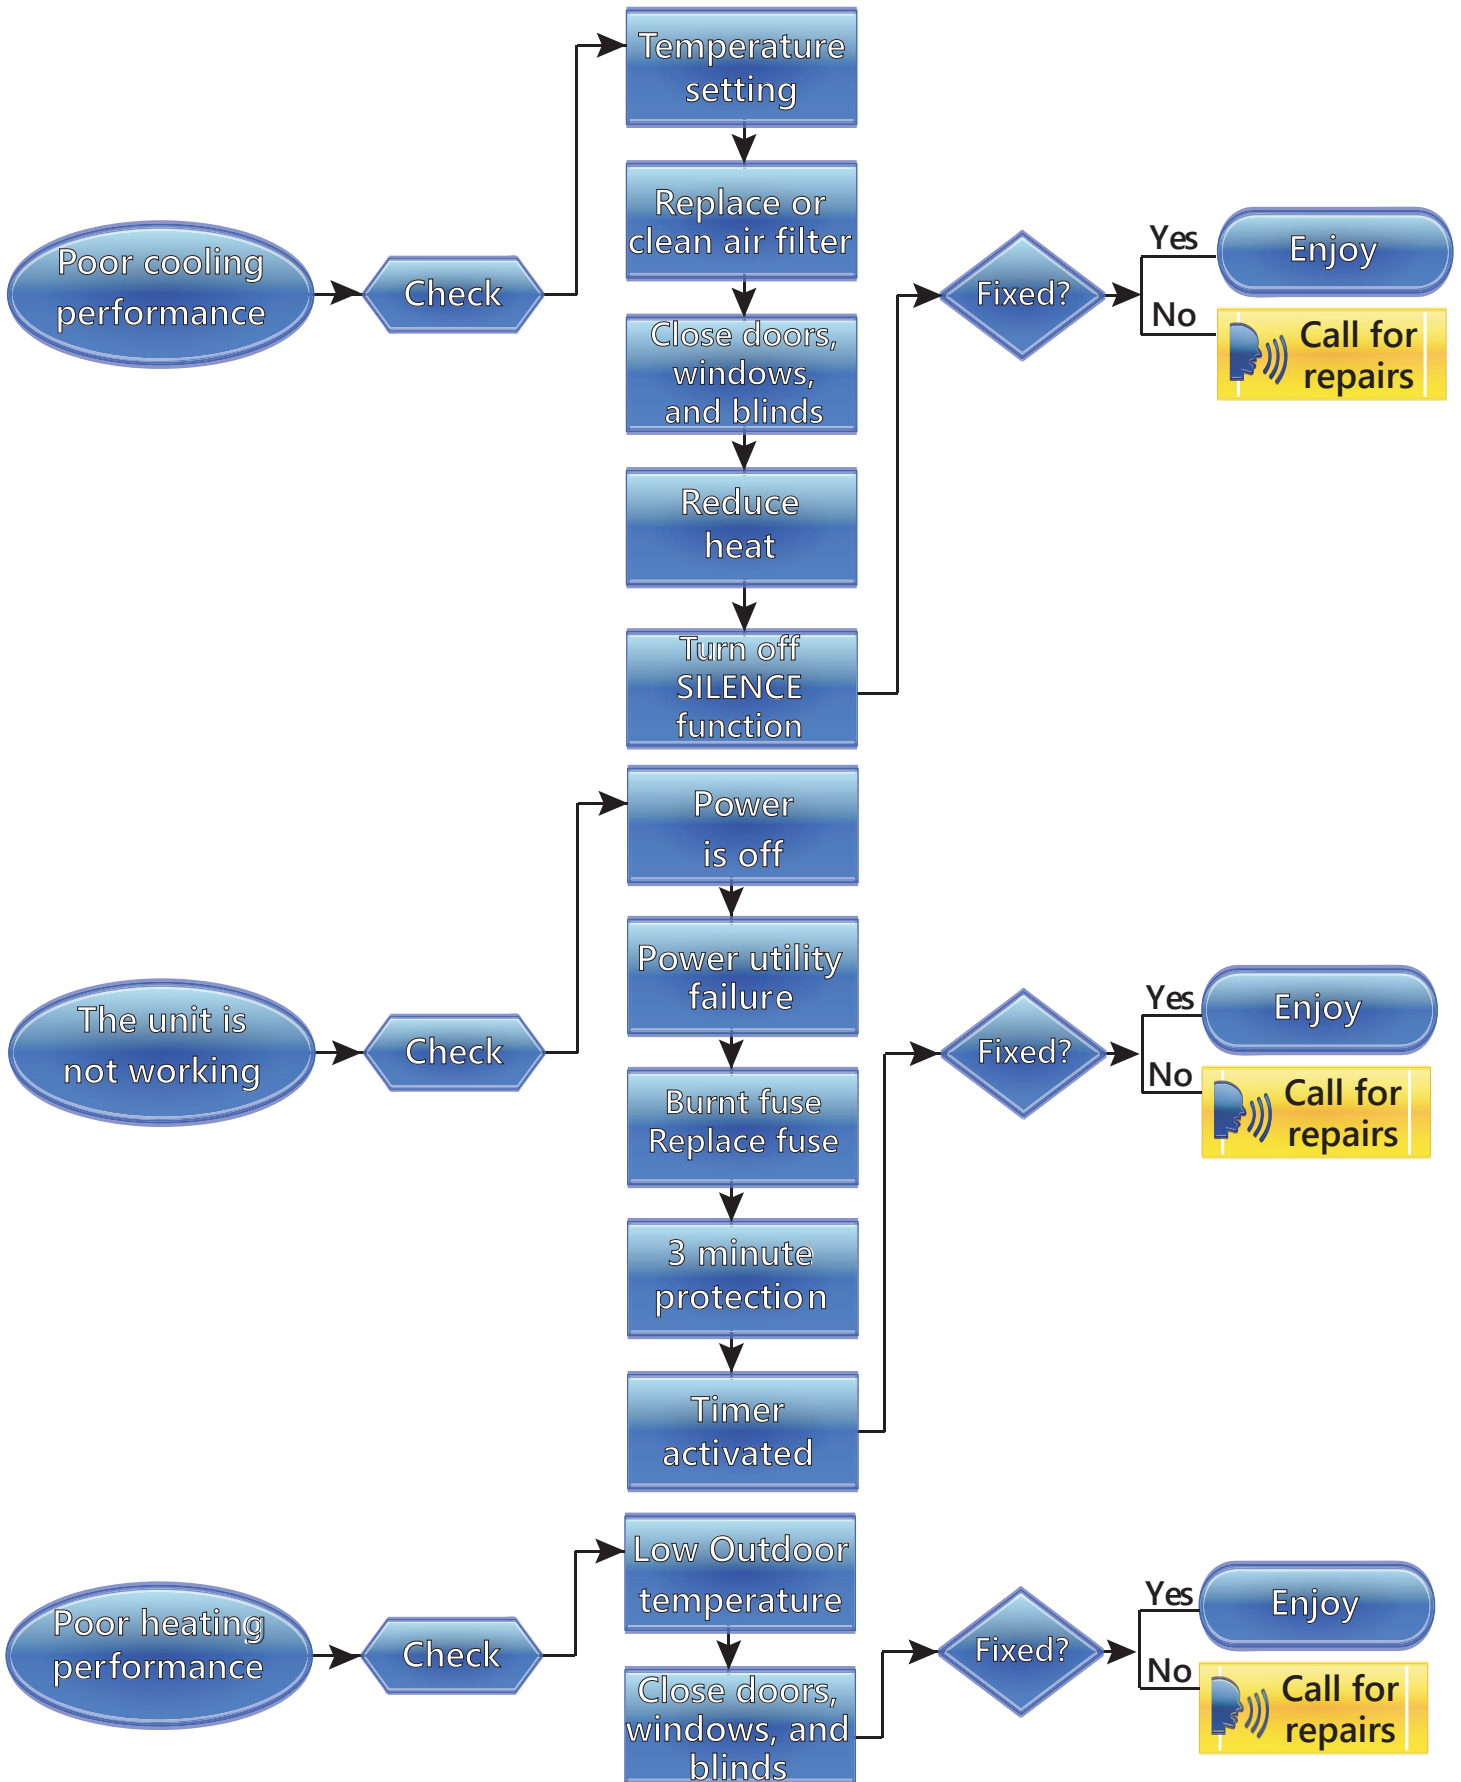 Temperature
setting
Replace or
clean air filter
Poor cooling
performance
Check
Close doors,
windows,
and blinds
Reduce
heat
Turn off
SILENCE
function
Fixed?
Yes
Enjoy
No
Call for
repairs
Power
is off
Power utility
failure
The unit is
not working
Check
Burnt fuse
Replace fuse
3 minute
protection
Timer
activated
Fixed?
Yes
Enjoy
No
Call for
repairs
Low Outdoor
temperature
Poor heating
performance
Check
Close doors,
windows, and
blinds
Fixed?
Yes
Enjoy
No
Call for
repairs